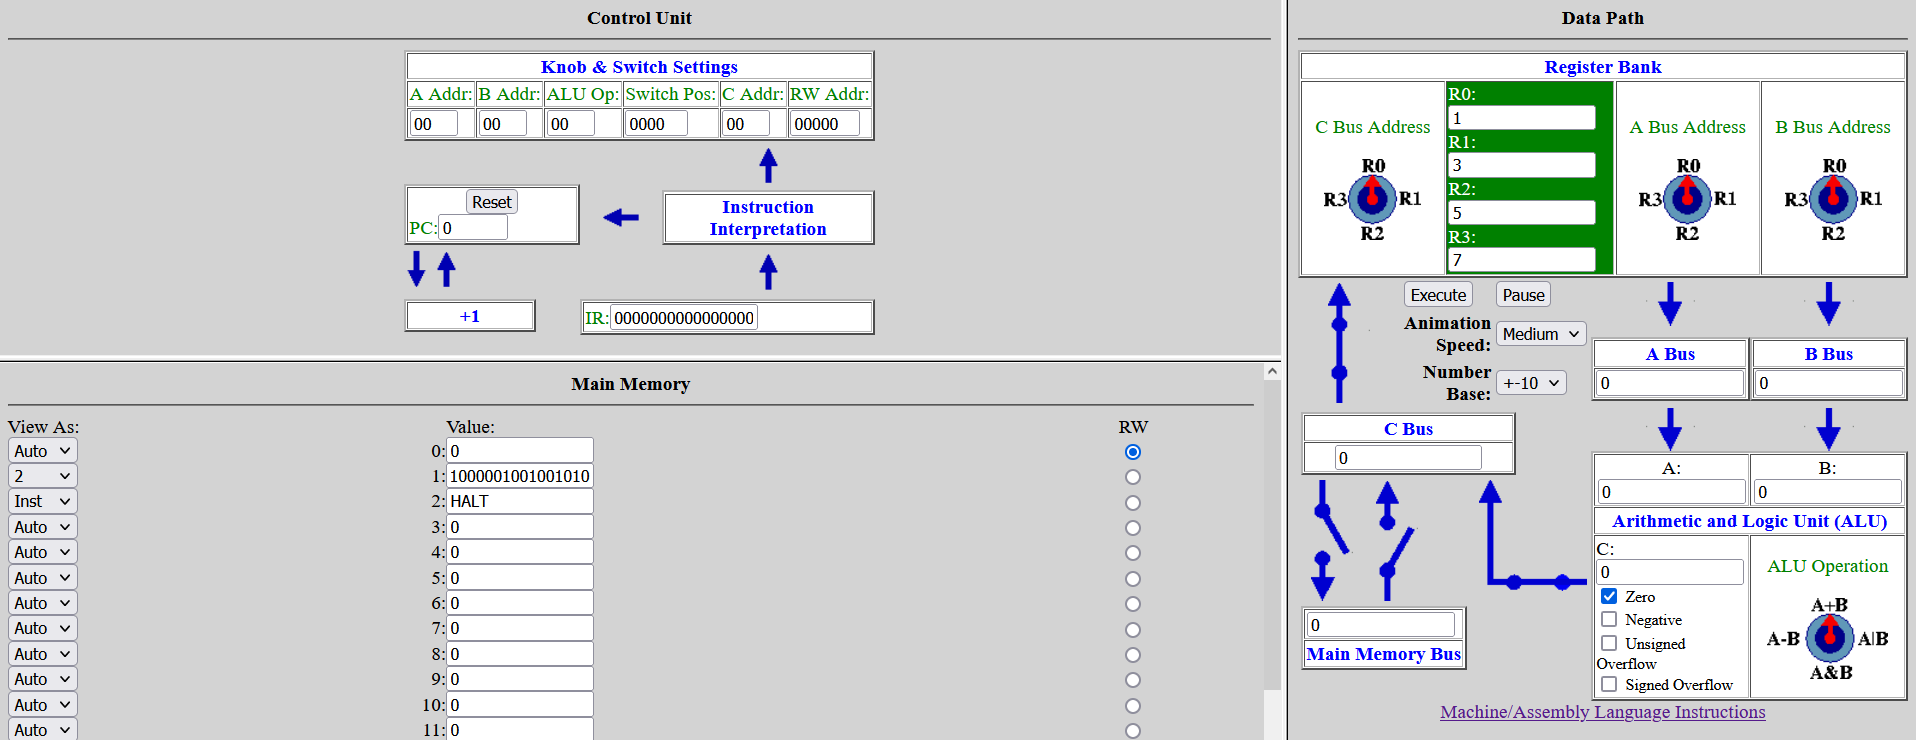 Control Unit
Knob & Switch Settings
A Addr: B Addr: ALU Op: Switch Pos: C Addr: RW Addr:
00 00 00 0000 00 00000
Reset
PC: 0
Instruction
Interpretation
+1
IR: 0000000000000000
Main Memory
View As: Value: RW
Auto 0: 0
2 1: 1000001001001010
Inst 2: HALT
Auto 3: 0
Auto 4: 0
Auto 5: 0
Auto 6: 0
Auto 7: 0
Auto 8: 0
Auto 9: 0
Auto 10: 0
Auto 11: 0
Data Path
Register Bank
C Bus Address
R0
R3 R1
R2
R0:
1
R1:
3
R2:
5
R3:
7
A Bus Address
R0
R3 R1
R2
B Bus Address
R0
R3 R1
R2
Execute Pause
Animation
Speed: Medium
Number
Base: +-10
A Bus B Bus
0 0
C Bus
0
A: B:
0 0
Arithmetic and Logic Unit (ALU)
C:
0
Zero
Negative
Unsigned
Overflow
Signed Overflow
ALU Operation
A+B
A-B A|B
A&B
0
Main Memory Bus
Machine/Assembly Language Instructions